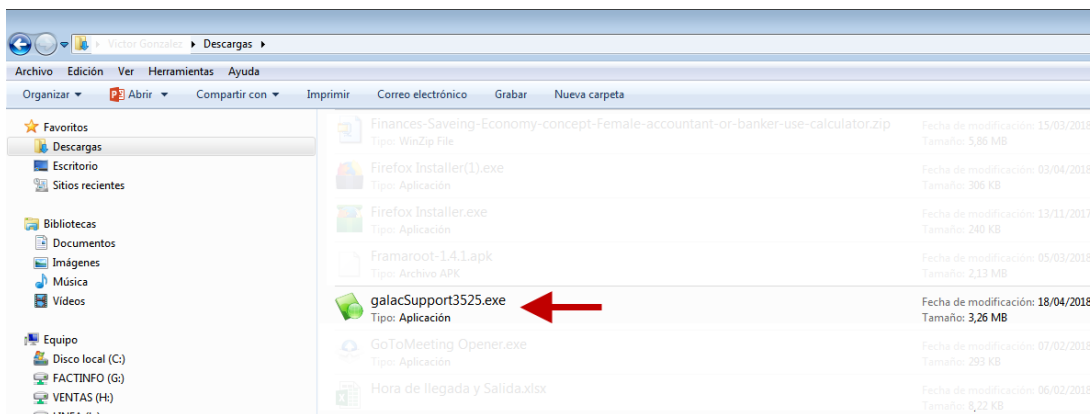 Victor Gonzalez ▸ Descargas ▸
Archivo Edición Ver Herramientas Ayuda
Organizar Abrir Compartir con Imprimir Correo electrónico Grabar Nueva carpeta
Favoritos
Descargas
Escritorio
Sitios recientes
Bibliotecas
Documentos
Imágenes
Música
Vídeos
Equipo
Disco local (C:)
FACTINFO (G:)
VENTAS (H:)
Finances-Saveing-Economy-concept-Female-accountant-or-banker-use-calculator.zip
Tipo: WinZip File
Fecha de modificación: 15/03/2018
Tamaño: 5,86 MB
Firefox Installer(1).exe
Tipo: Aplicación
Fecha de modificación: 03/04/2018
Tamaño: 306 KB
Firefox Installer.exe
Tipo: Aplicación
Fecha de modificación: 13/11/2017
Tamaño: 240 KB
Framaroot-1.4.1.apk
Tipo: Archivo APK
Fecha de modificación: 05/03/2018
Tamaño: 2,13 MB
galacSupport3525.exe
Tipo: Aplicación
Fecha de modificación: 18/04/2018
Tamaño: 3,26 MB
GoToMeeting Opener.exe
Tipo: Aplicación
Fecha de modificación: 07/02/2018
Tamaño: 293 KB
Hora de llegada y Salida.xlsx
Fecha de modificación: 06/02/2018
Tamaño: 8,22 KB